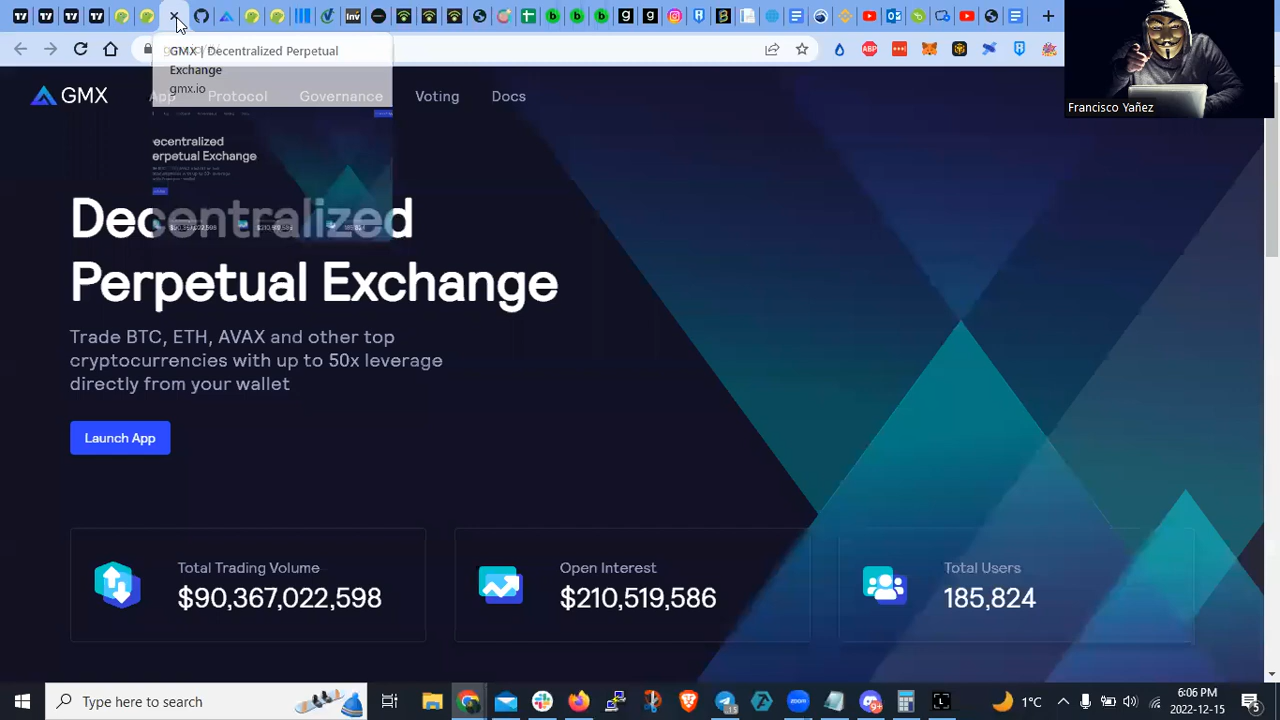 GMX | Decentralized Perpetual
Exchange
gmx.io
Francisco Yañez
GMX
App
Protocol
Governance
Voting
Docs
ecentralized
erpetual Exchange
Decentralized
Perpetual Exchange
Trade BTC, ETH, AVAX and other top
cryptocurrencies with up to 50x leverage
directly from your wallet
Launch App
Total Trading Volume
$90,367,022,598
Open Interest
$210,519,586
Total Users
185,824
Type here to search
1°C
6:06 PM
2022-12-15